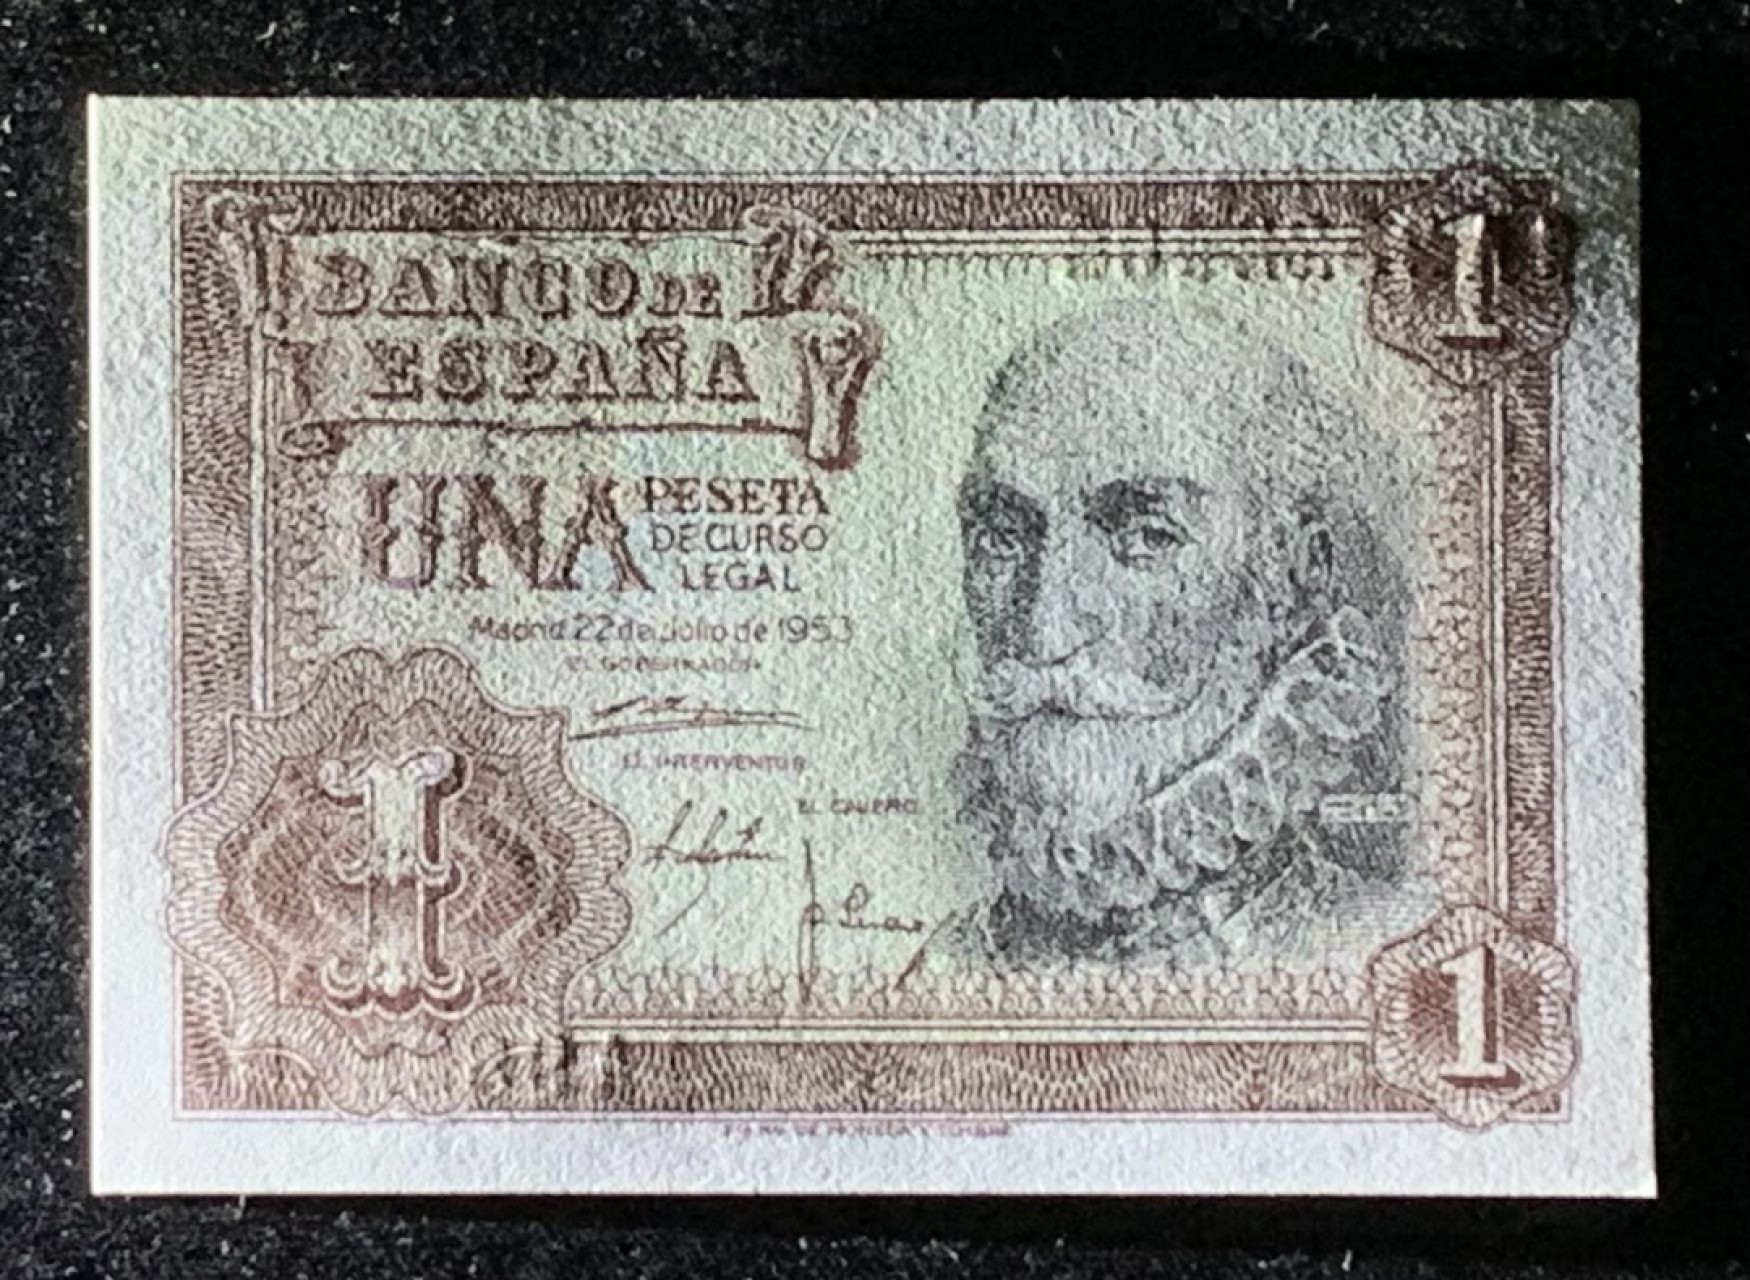 1
BANCO DE
ESPAÑA
UNA PESETA
DE CURSO
LEGAL
Madrid 22 de Julio de 1953
EL GOBERNADOR
EL INTERVENTOR
EL CAJERO
1
1